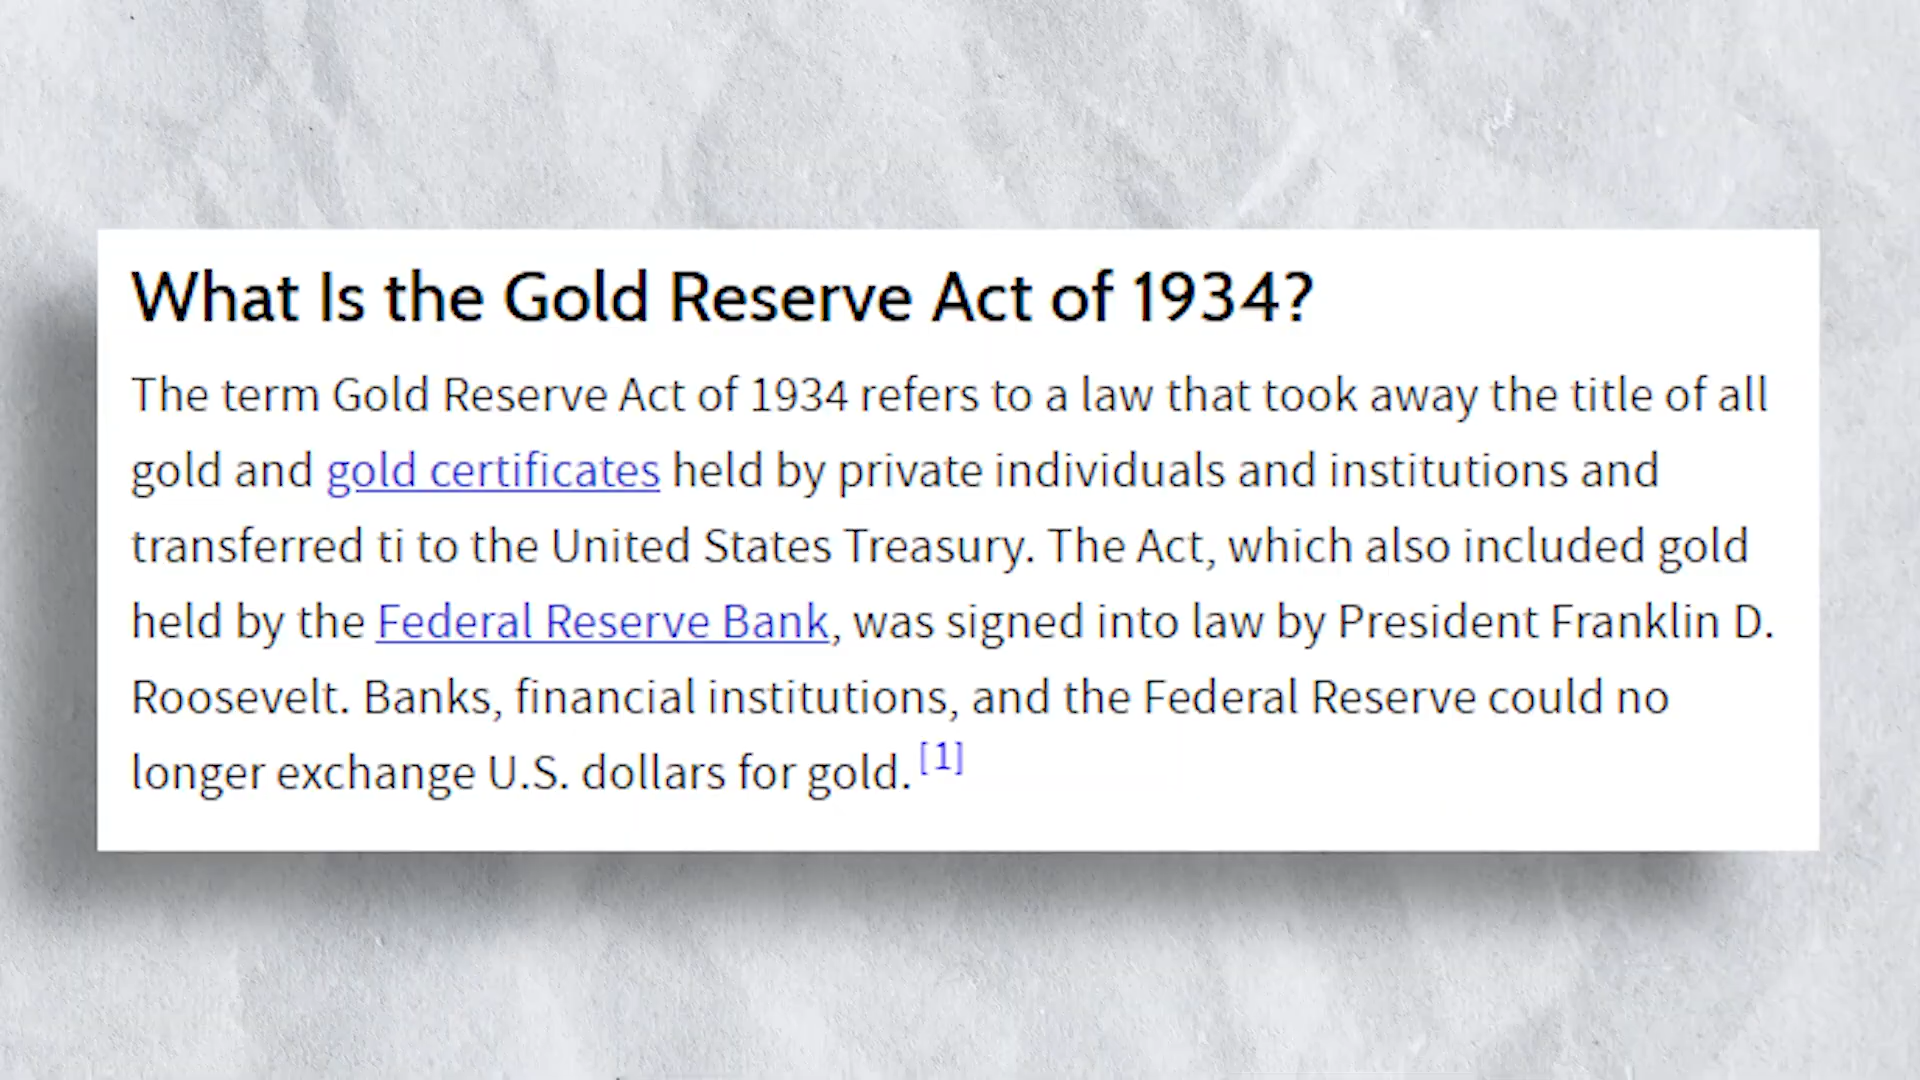 What Is the Gold Reserve Act of 1934?
The term Gold Reserve Act of 1934 refers to a law that took away the title of all
gold and gold certificates held by private individuals and institutions and
transferred ti to the United States Treasury. The Act, which also included gold
held by the Federal Reserve Bank, was signed into law by President Franklin D.
Roosevelt. Banks, financial institutions, and the Federal Reserve could no
longer exchange U.S. dollars for gold. [1]